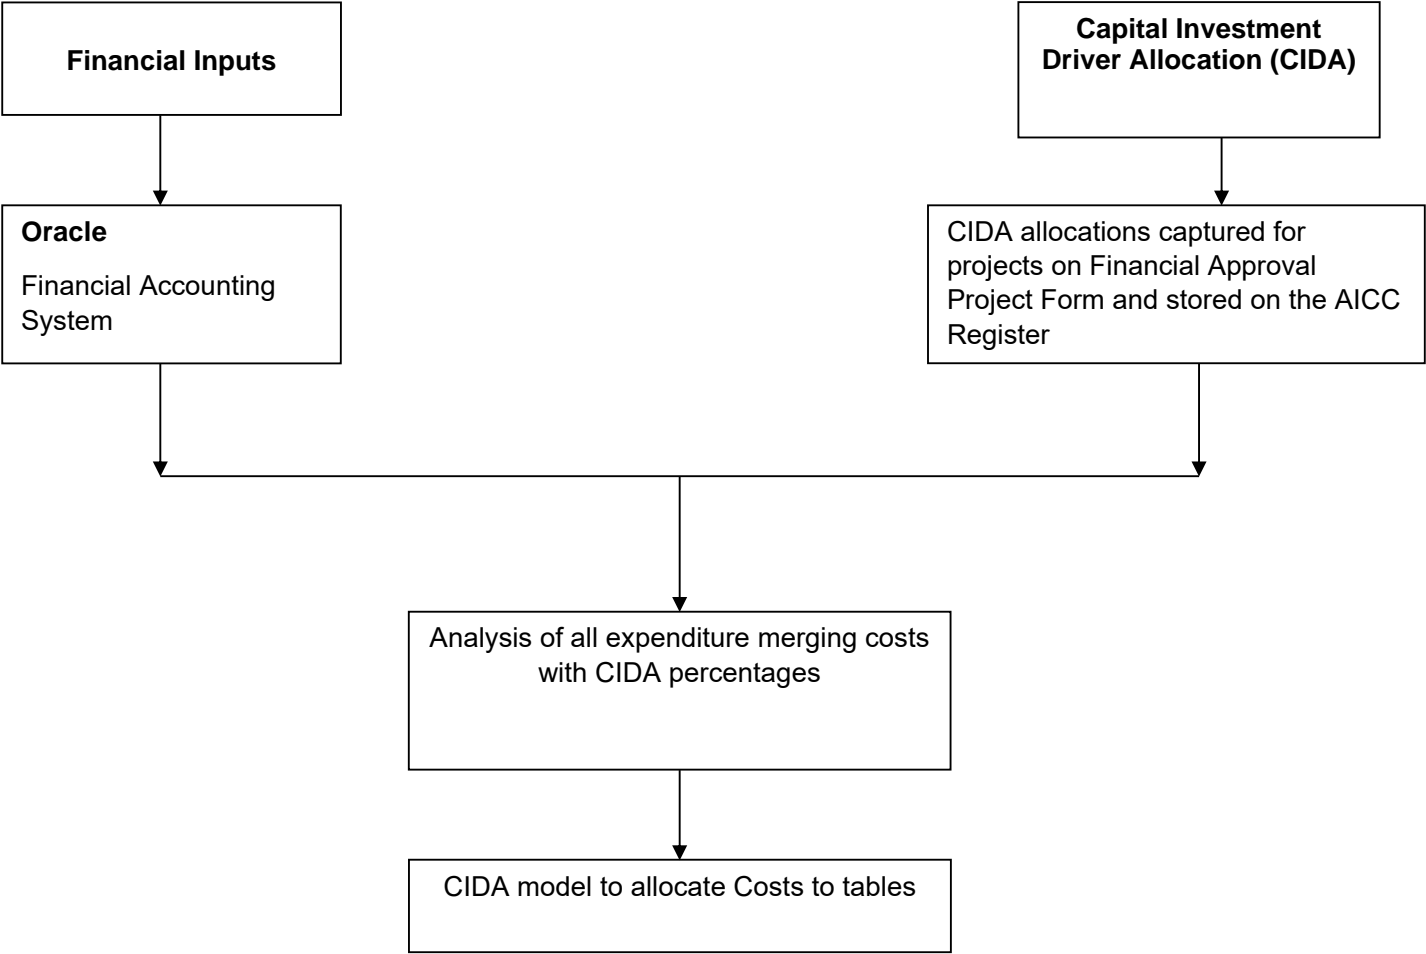 Financial Inputs
Capital Investment
Driver Allocation (CIDA)
Oracle
Financial Accounting
System
CIDA allocations captured for
projects on Financial Approval
Project Form and stored on the AICC
Register
Analysis of all expenditure merging costs
with CIDA percentages
CIDA model to allocate Costs to tables